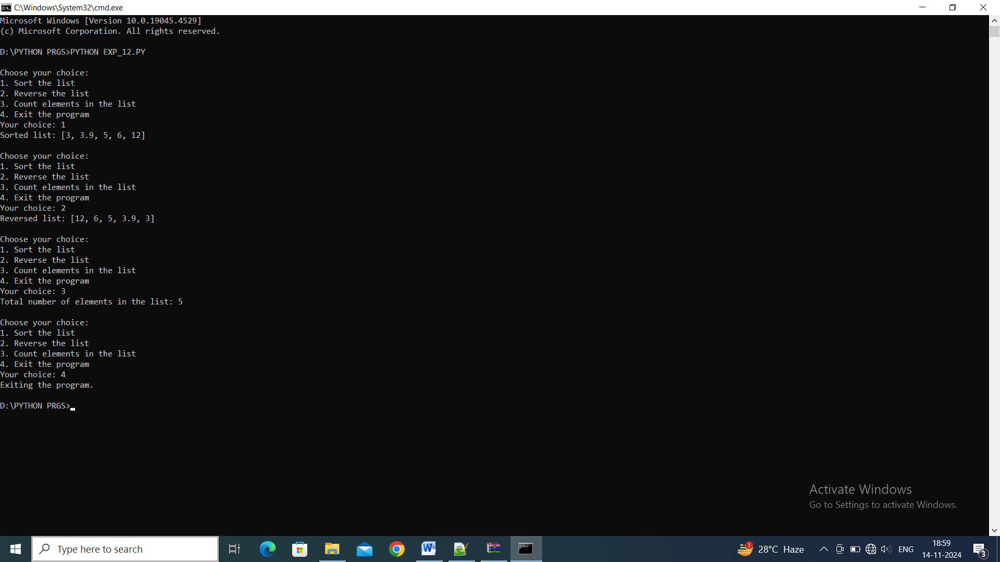 C:\Windows\System32\cmd.exe
Microsoft Windows [Version 10.0.19045.4529]
(c) Microsoft Corporation. All rights reserved.
D:\PYTHON PRGS>PYTHON EXP_12.PY
Choose your choice:
1. Sort the list
2. Reverse the list
3. Count elements in the list
4. Exit the program
Your choice: 1
Sorted list: [3, 3.9, 5, 6, 12]
Choose your choice:
1. Sort the list
2. Reverse the list
3. Count elements in the list
4. Exit the program
Your choice: 2
Reversed list: [12, 6, 5, 3.9, 3]
Choose your choice:
1. Sort the list
2. Reverse the list
3. Count elements in the list
4. Exit the program
Your choice: 3
Total number of elements in the list: 5
Choose your choice:
1. Sort the list
2. Reverse the list
3. Count elements in the list
4. Exit the program
Your choice: 4
Exiting the program.
D:\PYTHON PRGS>
Activate Windows
Go to Settings to activate Windows.
Type here to search
1
28°C Haze
ENG
18:59
14-11-2024
3